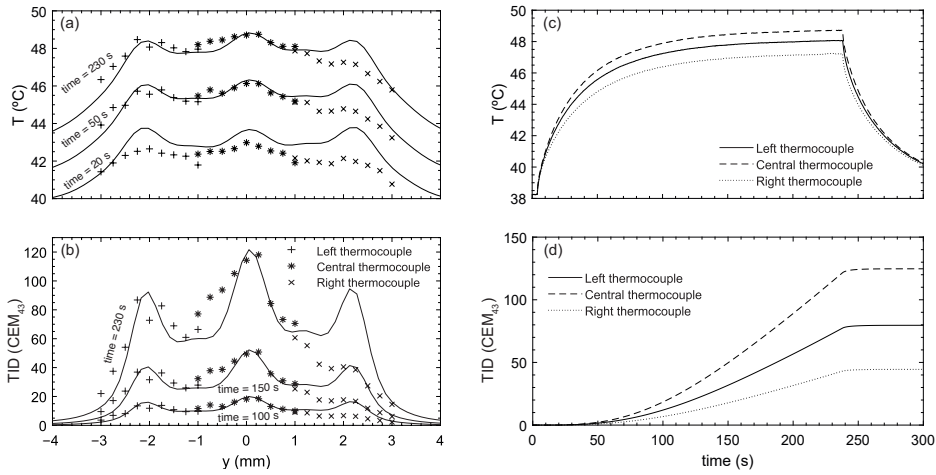 (a)
50
48
46
44
42
40
T (ºC)
time = 230 s
time = 50 s
time = 20 s
(c)
50
48
46
44
42
40
38
T (ºC)
Left thermocouple
Central thermocouple
Right thermocouple
(b)
120
100
80
60
40
20
0
TID (CEM43)
Left thermocouple
Central thermocouple
Right thermocouple
time = 230 s
time = 150 s
time = 100 s
−4 −3 −2 −1 0 1 2 3 4
y (mm)
(d)
150
100
50
0
TID (CEM43)
Left thermocouple
Central thermocouple
Right thermocouple
0 50 100 150 200 250 300
time (s)